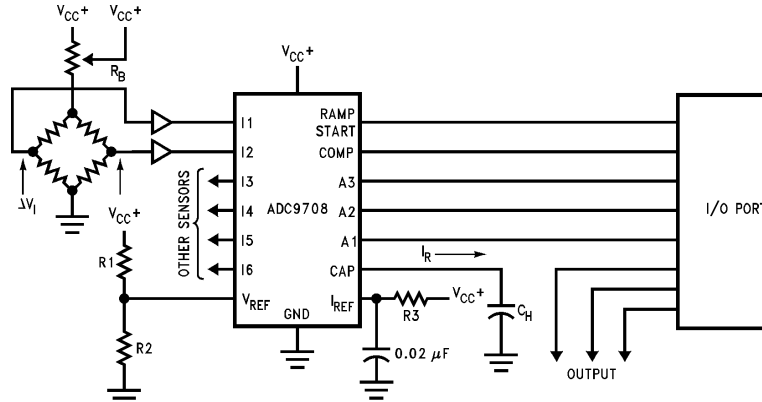 VCC+ VCC+
RB
VCC+
I1 RAMP START
I2 COMP
I3 A3
I4 ADC9708 A2
I5 A1
I6 CAP
VREF IREF
GND
OTHER SENSORS
ΔVI
VCC+
R1
R2
IR
R3 VCC+
CH
0.02 μF
I/O PORT
OUTPUT